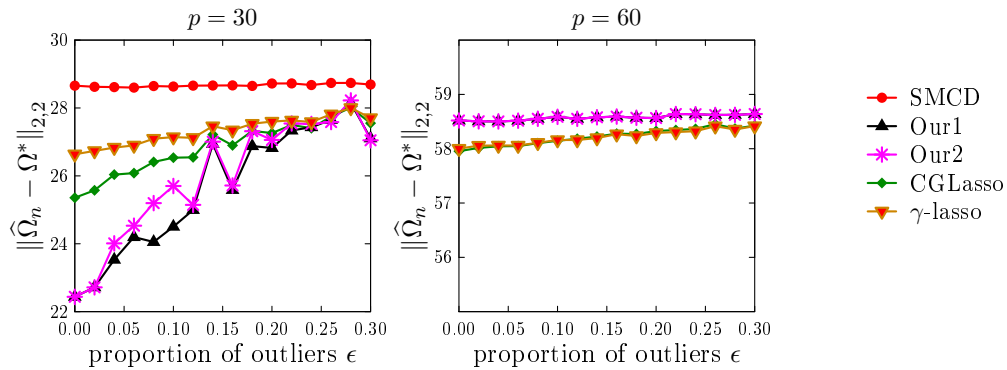 p = 30
30
28
26
24
22
‖Ω̂ₙ − Ω*‖₂,₂
0.00 0.05 0.10 0.15 0.20 0.25 0.30
proportion of outliers ϵ
p = 60
59
58
57
56
‖Ω̂ₙ − Ω*‖₂,₂
0.00 0.05 0.10 0.15 0.20 0.25 0.30
proportion of outliers ϵ
SMCD
Our1
Our2
CGLasso
γ-lasso